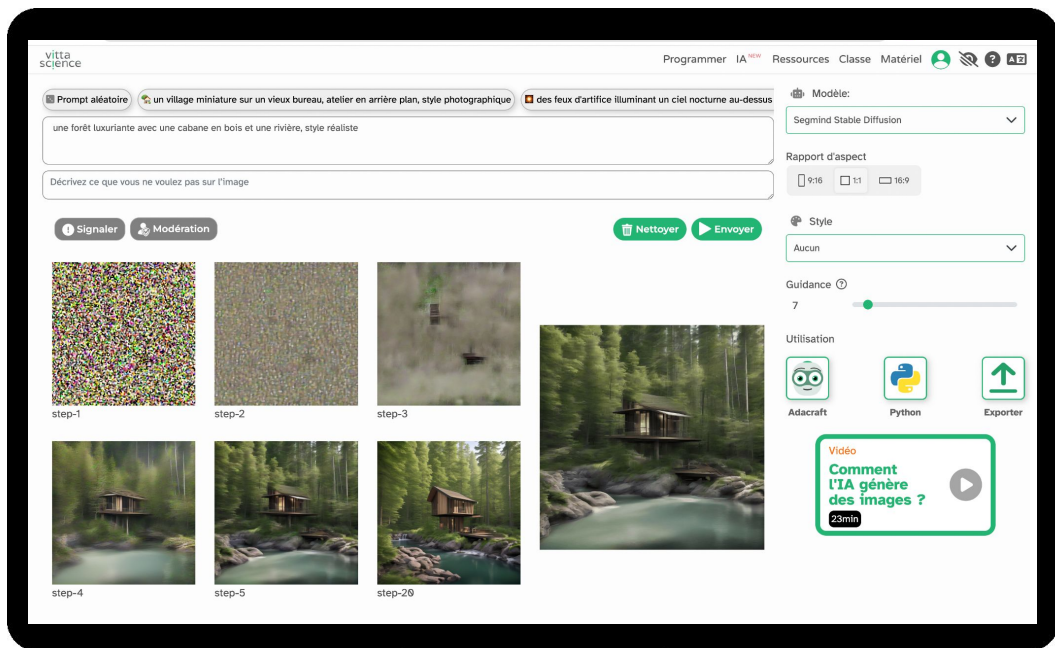 vitta
science
Programmer IA NEW Ressources Classe Matériel
Prompt aléatoire
un village miniature sur un vieux bureau, atelier en arrière plan, style photographique
des feux d'artifice illuminant un ciel nocturne au-dessus
une forêt luxuriante avec une cabane en bois et une rivière, style réaliste
Décrivez ce que vous ne voulez pas sur l'image
Signaler
Modération
Nettoyer
Envoyer
step-1
step-2
step-3
step-4
step-5
step-20
Modèle:
Segmind Stable Diffusion
Rapport d'aspect
9:16 1:1 16:9
Style
Aucun
Guidance ?
7
Utilisation
Adacraft
Python
Exporter
Vidéo
Comment
l'IA génère
des images ?
23min